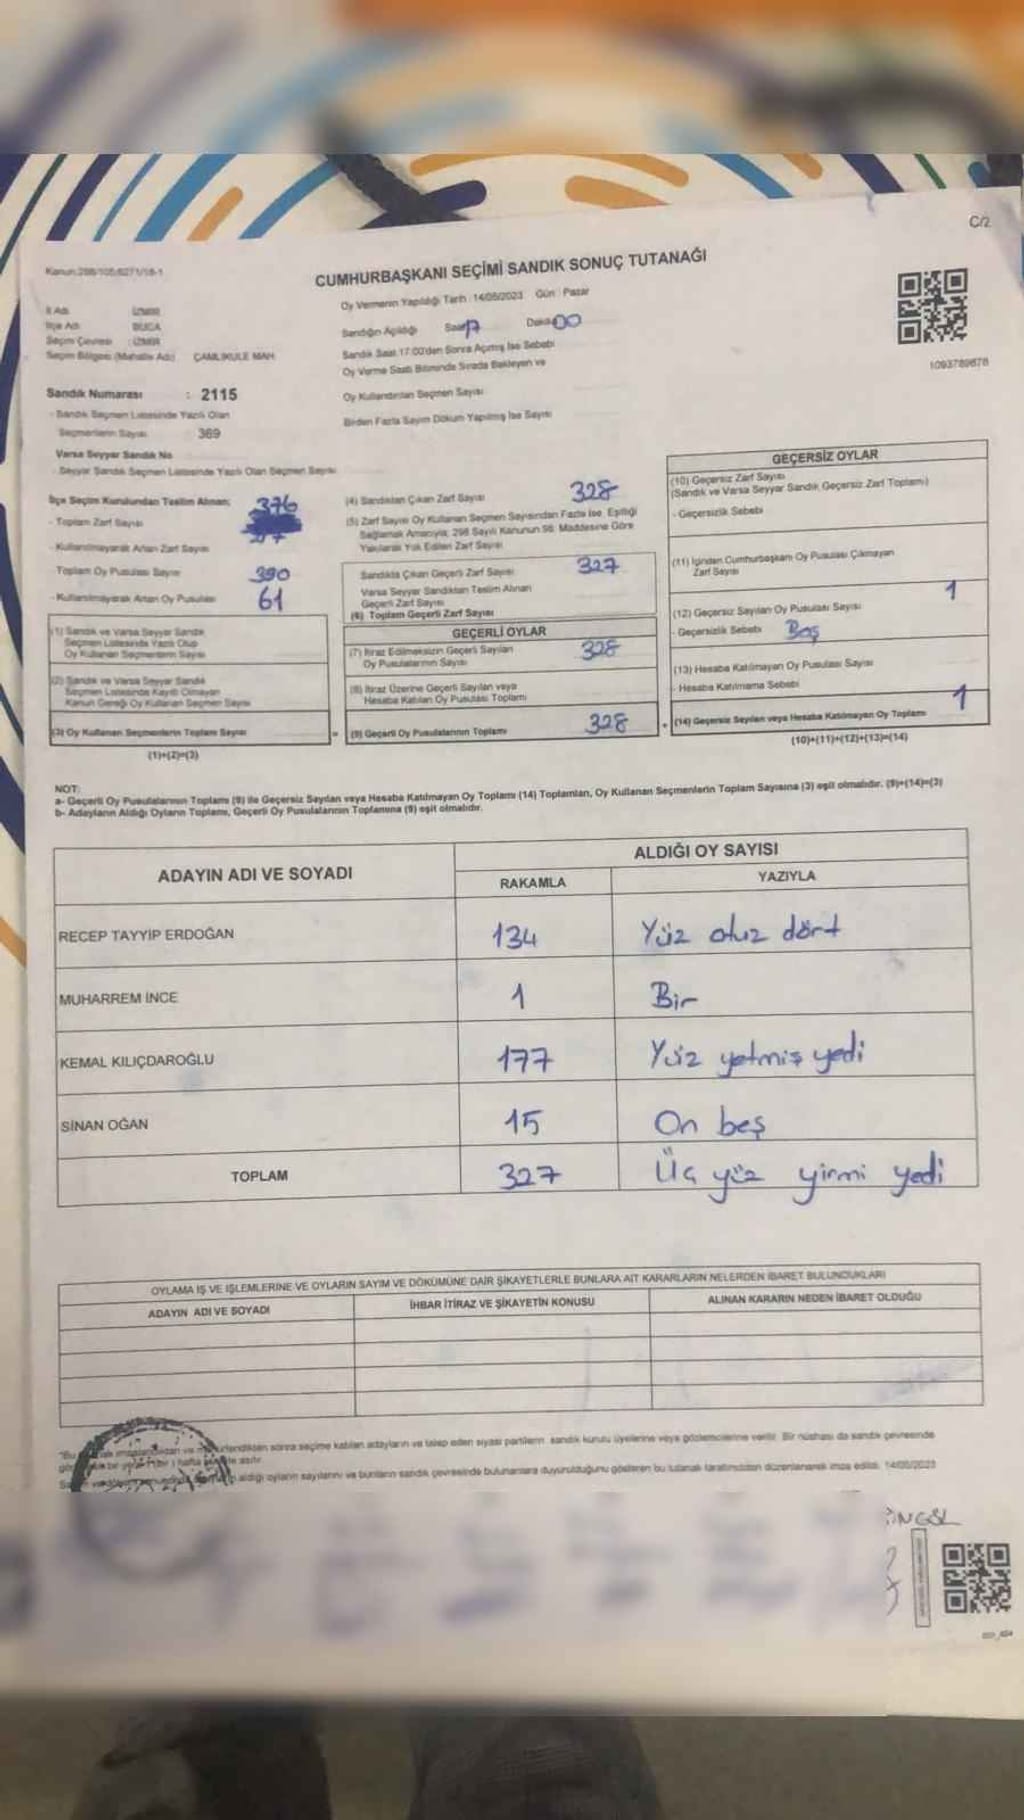 C/2
Kanun:298/105;6271/18-1
CUMHURBAŞKANI SEÇİMİ SANDIK SONUÇ TUTANAĞI
İl Adı İZMİR
İlçe Adı BUCA
Seçim Çevresi : İZMİR
Seçim Bölgesi (Mahalle Adı) ÇAMLIKULE MAH.
Sandık Numarası : 2115
- Sandık Seçmen Listesinde Yazılı Olan
Seçmenlerin Sayısı 369
Varsa Seyyar Sandık No
- Seyyar Sandık Seçmen Listesinde Yazılı Olan Seçmen Sayısı
Oy Vermenin Yapıldığı Tarih : 14/05/2023 Gün : Pazar
Sandığın Açıldığı Saat 17 Dakika 00
Sandık Saat 17:00'den Sonra Açılmış İse Sebebi
Oy Verme Saati Bitiminde Sırada Bekleyen ve
Oy Kullandırılan Seçmen Sayısı
Birden Fazla Sayım Döküm Yapılmış İse Sayısı
1093789878
İlçe Seçim Kurulundan Teslim Alınan;
- Toplam Zarf Sayısı 376
- Kullanılmayarak Artan Zarf Sayısı
Toplam Oy Pusulası Sayısı 390
- Kullanılmayarak Artan Oy Pusulası 61
(1) Sandık ve Varsa Seyyar Sandık
Seçmen Listesinde Yazılı Olup
Oy Kullanan Seçmenlerin Sayısı
(2) Sandık ve Varsa Seyyar Sandık
Seçmen Listesinde Kayıtlı Olmayan
Kanun Gereği Oy Kullanan Seçmen Sayısı
(3) Oy Kullanan Seçmenlerin Toplam Sayısı
(1)+(2)=(3)
(4) Sandıktan Çıkan Zarf Sayısı 328
(5) Zarf Sayısı Oy Kullanan Seçmen Sayısından Fazla İse, Eşitliği
Sağlamak Amacıyla; 298 Sayılı Kanunun 98. Maddesine Göre
Yakılarak Yok Edilen Zarf Sayısı
Sandıkta Çıkan Geçerli Zarf Sayısı 327
Varsa Seyyar Sandıktan Teslim Alınan
Geçerli Zarf Sayısı
(6) Toplam Geçerli Zarf Sayısı
GEÇERLİ OYLAR
(7) İtiraz Edilmeksizin Geçerli Sayılan
Oy Pusulalarının Sayısı 328
(8) İtiraz Üzerine Geçerli Sayılan veya
Hesaba Katılan Oy Pusulası Toplamı
= (9) Geçerli Oy Pusulalarının Toplamı 328 +
GEÇERSİZ OYLAR
(10) Geçersiz Zarf Sayısı
(Sandık ve Varsa Seyyar Sandık Geçersiz Zarf Toplamı)
- Geçersizlik Sebebi
(11) İçinden Cumhurbaşkanı Oy Pusulası Çıkmayan
Zarf Sayısı
(12) Geçersiz Sayılan Oy Pusulası Sayısı 1
- Geçersizlik Sebebi Boş
(13) Hesaba Katılmayan Oy Pusulası Sayısı
- Hesaba Katılmama Sebebi
(14) Geçersiz Sayılan veya Hesaba Katılmayan Oy Toplamı 1
(10)+(11)+(12)+(13)=(14)
NOT:
a- Geçerli Oy Pusulalarının Toplamı (9) ile Geçersiz Sayılan veya Hesaba Katılmayan Oy Toplamı (14) Toplamları, Oy Kullanan Seçmenlerin Toplam Sayısına (3) eşit olmalıdır. (9)+(14)=(3)
b- Adayların Aldığı Oyların Toplamı, Geçerli Oy Pusulalarının Toplamına (9) eşit olmalıdır.
ADAYIN ADI VE SOYADI ALDIĞI OY SAYISI
RAKAMLA YAZIYLA
RECEP TAYYİP ERDOĞAN 134 Yüz otuz dört
MUHARREM İNCE 1 Bir
KEMAL KILIÇDAROĞLU 177 Yüz yetmiş yedi
SİNAN OĞAN 15 On beş
TOPLAM 327 Üç yüz yirmi yedi
OYLAMA İŞ VE İŞLEMLERİNE VE OYLARIN SAYIM VE DÖKÜMÜNE DAİR ŞİKAYETLERLE BUNLARA AİT KARARLARIN NELERDEN İBARET BULUNDUKLARI
ADAYIN ADI VE SOYADI İHBAR İTİRAZ VE ŞİKAYETİN KONUSU ALINAN KARARIN NEDEN İBARET OLDUĞU
sonra seçime katılan adayların ve talep eden siyasi partilerin sandık kurulu üyelerine veya gözlemcilerine verilir. Bir nüshası da sandık çevresinde
hafta
aldığı oyların sayılarını ve bunların sandık çevresinde bulunanlara duyurulduğunu gösteren bu tutanak tarafımızdan düzenlenerek imza edildi. 14/05/2023